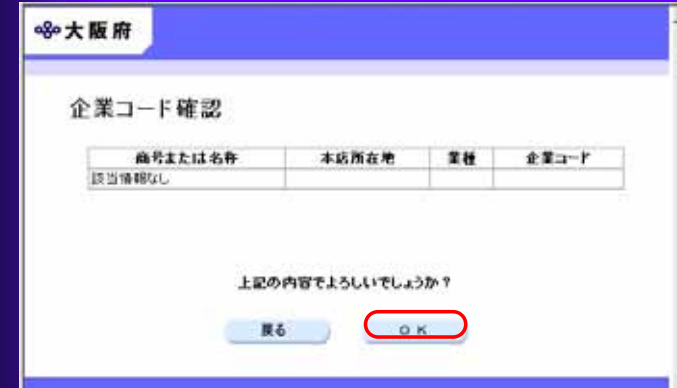 大阪府
企業コード確認
商号または名称 本店所在地 業種 企業コード
該当情報なし
上記の内容でよろしいでしょうか？
戻る ＯＫ